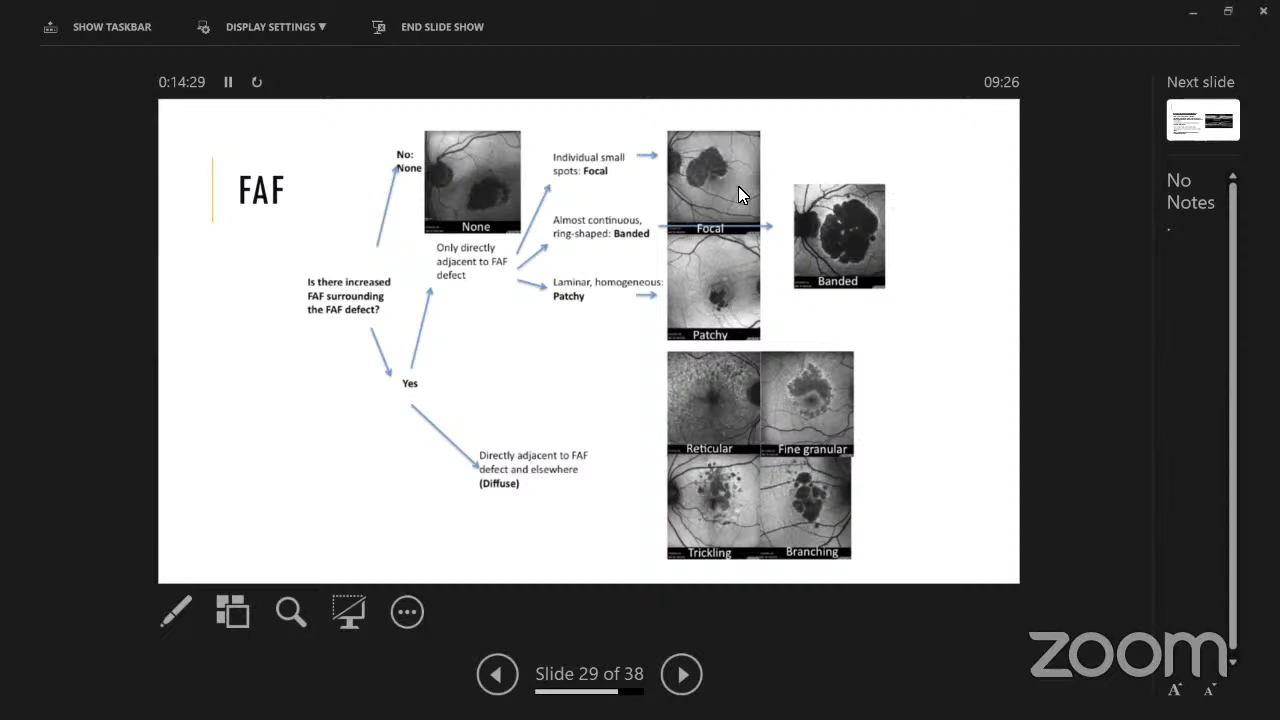 SHOW TASKBAR
DISPLAY SETTINGS ▼
END SLIDE SHOW
0:14:29
09:26
Next slide
No
Notes
.
FAF
No:
None
None
Only directly
adjacent to FAF
defect
Individual small
spots: Focal
Almost continuous,
ring-shaped: Banded
Laminar, homogeneous:
Patchy
Focal
Banded
Patchy
Is there increased
FAF surrounding
the FAF defect?
Yes
Directly adjacent to FAF
defect and elsewhere
(Diffuse)
Reticular
Fine granular
Trickling
Branching
Slide 29 of 38
zoom
A
A